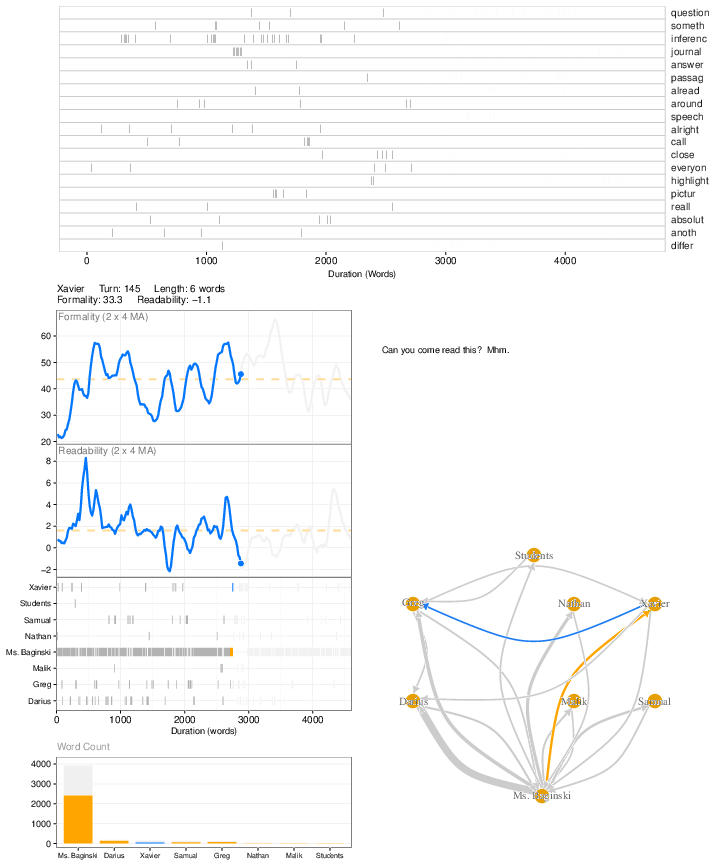 question
someth
inferenc
journal
answer
passag
alread
around
speech
alright
call
close
everyon
highlight
pictur
reall
absolut
anoth
differ
0 1000 2000 3000 4000
Duration (Words)
Xavier Turn: 145 Length: 6 words
Formality: 33.3 Readability: −1.1
Formality (2 x 4 MA)
60
50
40
30
20
Can you come read this? Mhm.
Readability (2 x 4 MA)
8
6
4
2
0
−2
Xavier
Students
Samual
Nathan
Ms. Baginski
Malik
Greg
Darius
0 1000 2000 3000 4000
Duration (words)
Students
Greg
Nathan
Xavier
Darius
Malik
Samual
Ms. Baginski
Word Count
4000
3000
2000
1000
0
Ms. Baginski Darius Xavier Samual Greg Nathan Malik Students